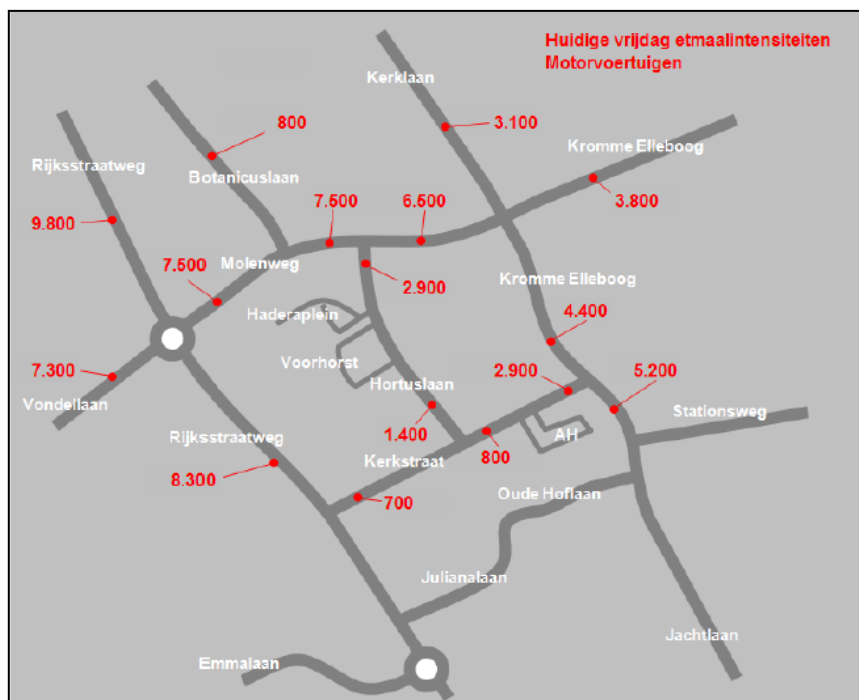 Huidige vrijdag etmaalintensiteiten
Motorvoertuigen
Kerklaan
3.100
800
Kromme Elleboog
Rijksstraatweg
Botanicuslaan
3.800
7.500
6.500
9.800
Molenweg
7.500
2.900
Kromme Elleboog
Haderaplein
4.400
Voorhorst
7.300
Hortuslaan
2.900
5.200
Vondellaan
Stationsweg
Rijksstraatweg
1.400
AH
800
Kerkstraat
8.300
Oude Hoflaan
700
Julianalaan
Jachtlaan
Emmalaan